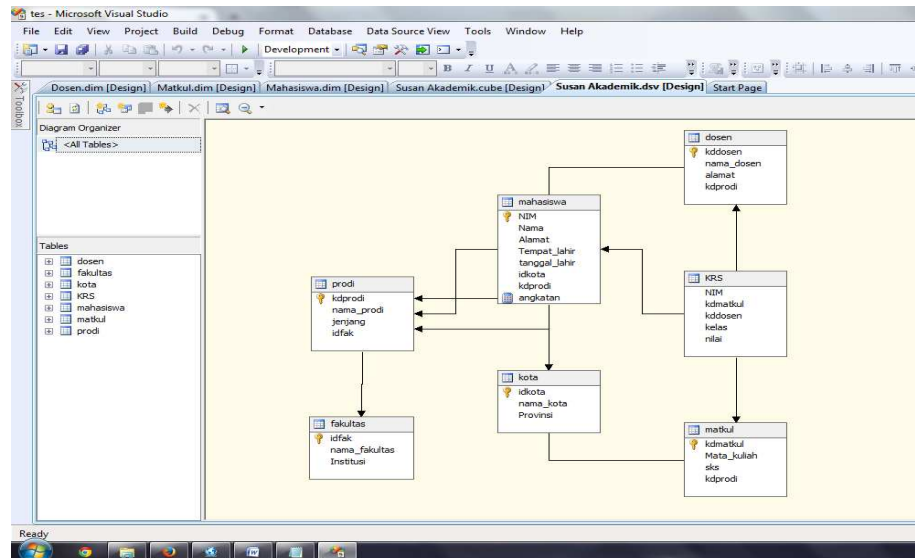 tes - Microsoft Visual Studio
File Edit View Project Build Debug Format Database Data Source View Tools Window Help
Development
B I U A
Dosen.dim [Design] Matkul.dim [Design] Mahasiswa.dim [Design] Susan Akademik.cube [Design] Susan Akademik.dsv [Design] Start Page
Toolbox
Diagram Organizer
<All Tables>
Tables
dosen
fakultas
kota
KRS
mahasiswa
matkul
prodi
dosen
kddosen
nama_dosen
alamat
kdprodi
mahasiswa
NIM
Nama
Alamat
Tempat_lahir
tanggal_lahir
idkota
kdprodi
angkatan
prodi
kdprodi
nama_prodi
jenjang
idfak
KRS
NIM
kdmatkul
kddosen
kelas
nilai
kota
idkota
nama_kota
Provinsi
fakultas
idfak
nama_fakultas
Institusi
matkul
kdmatkul
Mata_kuliah
sks
kdprodi
Ready